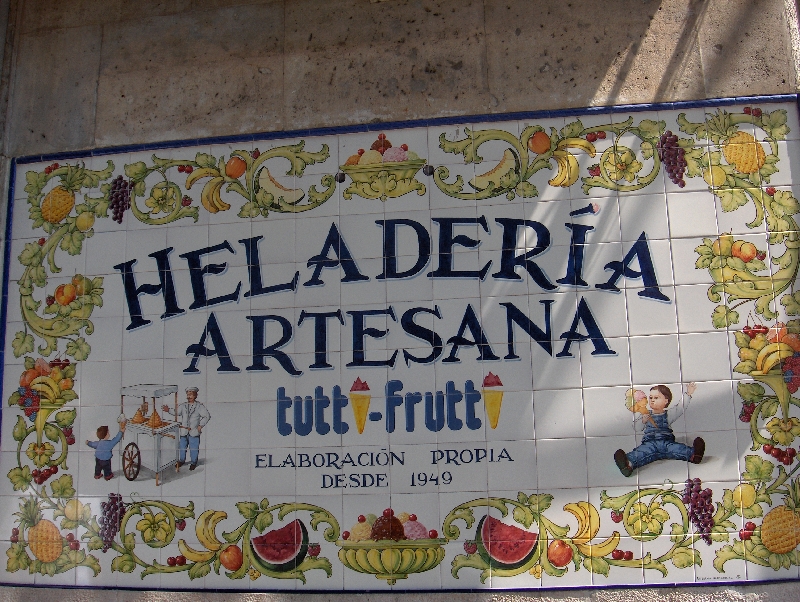 HELADERÍA
ARTESANA
tutti-frutti
ELABORACIÓN PROPIA
DESDE 1949